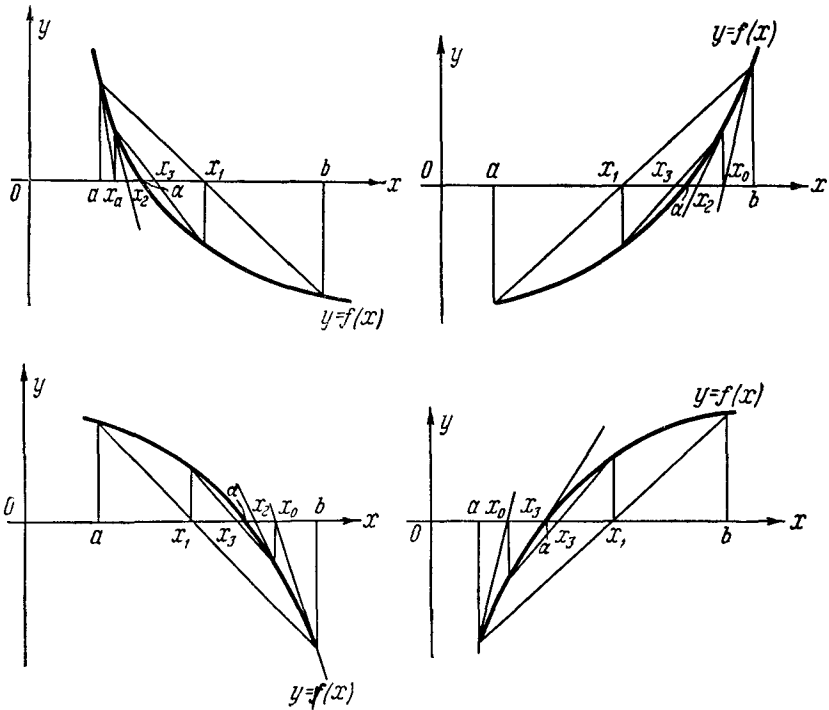 y
y=f(x)
y
a x_a x_2 x_3 α x_1 b
0 x
y=f(x)
0 a x_1 x_3 α x_2 x_0 b x
y
y=f(x)
y
0 a x_1 x_3 α x_2 x_0 b x
y=f(x)
a x_0 x_3 α x_3 x_1 b
0 x